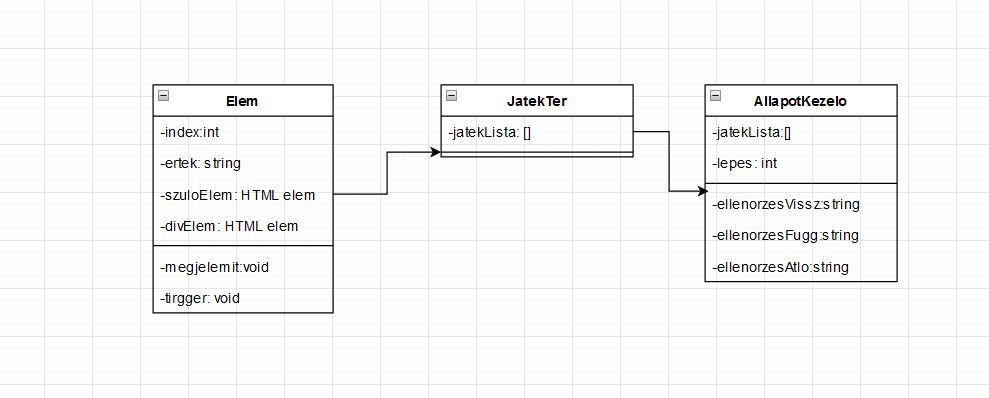 Elem
-index:int
-ertek: string
-szuloElem: HTML elem
-divElem: HTML elem
-megjelemit:void
-tirgger: void
JatekTer
-jatekLista: []
AllapotKezelo
-jatekLista:[]
-lepes: int
-ellenorzesVissz:string
-ellenorzesFugg:string
-ellenorzesAtlo:string